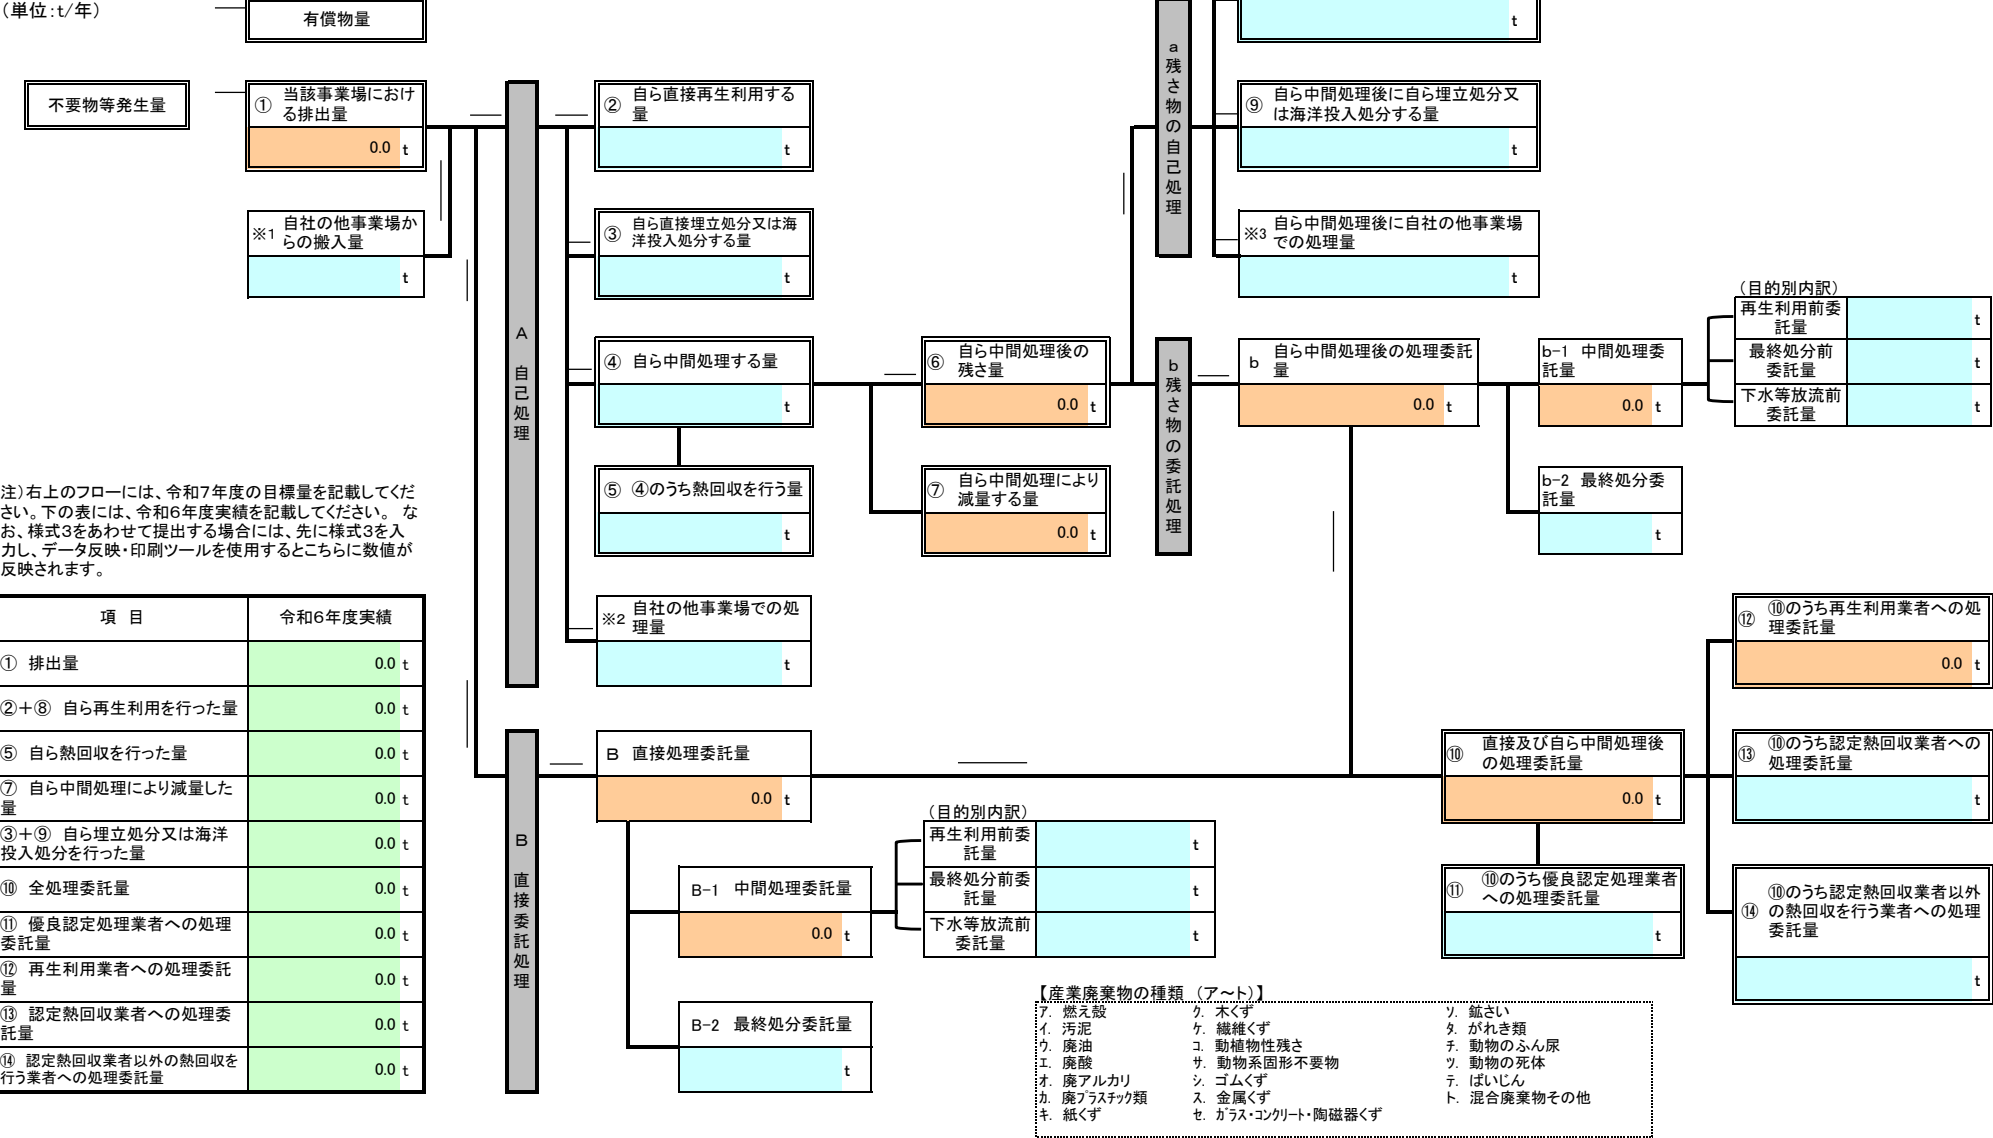 （単位:t/年）
有償物量
t
不要物等発生量
① 当該事業場におけ
る排出量
0.0 t
※1 自社の他事業場か
らの搬入量
t
A 自己処理
② 自ら直接再生利用する
量
t
③ 自ら直接埋立処分又は海
洋投入処分する量
t
④ 自ら中間処理する量
t
⑤ ④のうち熱回収を行う量
t
※2 自社の他事業場での処
理量
t
⑥ 自ら中間処理後の
残さ量
0.0 t
⑦ 自ら中間処理により
減量する量
0.0 t
a残さ物の自己処理
⑨ 自ら中間処理後に自ら埋立処分又
は海洋投入処分する量
t
※3 自ら中間処理後に自社の他事業場
での処理量
t
b残さ物の委託処理
b 自ら中間処理後の処理委託
量
0.0 t
b-1 中間処理委
託量
0.0 t
b-2 最終処分委
託量
t
（目的別内訳）
再生利用前委
託量
t
最終処分前
委託量
t
下水等放流前
委託量
t
注）右上のフローには、令和7年度の目標量を記載してくだ
さい。下の表には、令和6年度実績を記載してください。 な
お、様式3をあわせて提出する場合には、先に様式3を入
力し、データ反映・印刷ツールを使用するとこちらに数値が
反映されます。
項 目 令和6年度実績
① 排出量 0.0 t
②＋⑧ 自ら再生利用を行った量 0.0 t
⑤ 自ら熱回収を行った量 0.0 t
⑦ 自ら中間処理により減量した
量 0.0 t
③＋⑨ 自ら埋立処分又は海洋
投入処分を行った量 0.0 t
⑩ 全処理委託量 0.0 t
⑪ 優良認定処理業者への処理
委託量 0.0 t
⑫ 再生利用業者への処理委託
量 0.0 t
⑬ 認定熱回収業者への処理委
託量 0.0 t
⑭ 認定熱回収業者以外の熱回収を
行う業者への処理委託量 0.0 t
B 直接委託処理
B 直接処理委託量
0.0 t
B-1 中間処理委託量
0.0 t
B-2 最終処分委託量
t
（目的別内訳）
再生利用前委
託量
t
最終処分前委
託量
t
下水等放流前
委託量
t
⑩ 直接及び自ら中間処理後
の処理委託量
0.0 t
⑪ ⑩のうち優良認定処理業者
への処理委託量
t
⑫ ⑩のうち再生利用業者への処
理委託量
0.0 t
⑬ ⑩のうち認定熱回収業者への
処理委託量
t
⑭ ⑩のうち認定熱回収業者以外
の熱回収を行う業者への処理
委託量
t
【産業廃棄物の種類 （ア～ト）】
ア. 燃え殻
イ. 汚泥
ウ. 廃油
エ. 廃酸
オ. 廃アルカリ
カ. 廃プラスチック類
キ. 紙くず
ク. 木くず
ケ. 繊維くず
コ. 動植物性残さ
サ. 動物系固形不要物
シ. ゴムくず
ス. 金属くず
セ. ガラス・コンクリート・陶磁器くず
ソ. 鉱さい
タ. がれき類
チ. 動物のふん尿
ツ. 動物の死体
テ. ばいじん
ト. 混合廃棄物その他